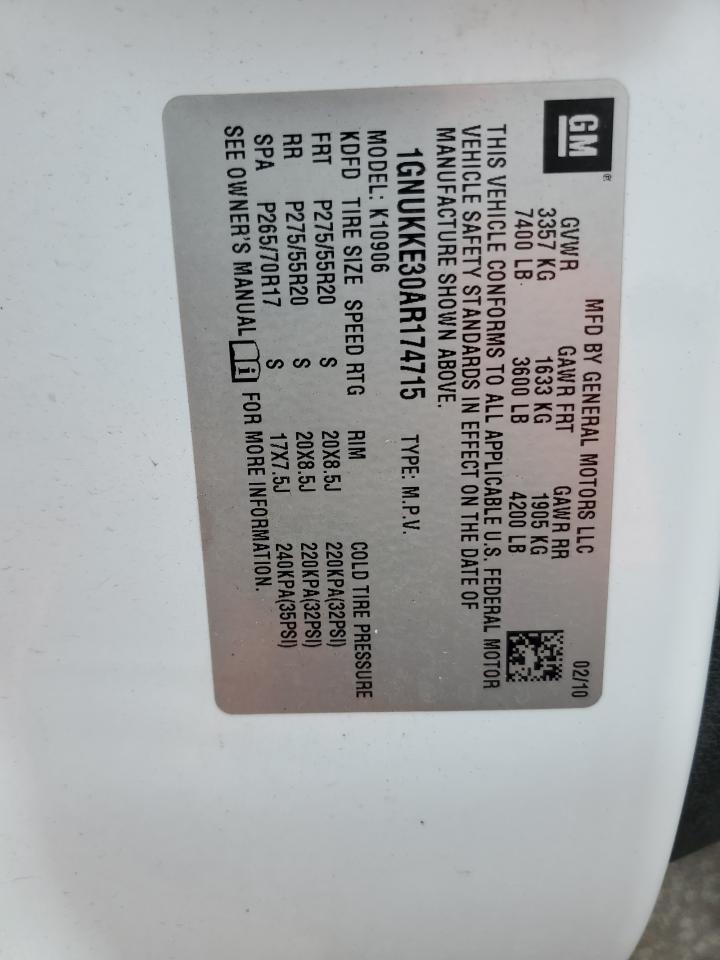 GM®
MFD BY GENERAL MOTORS LLC 02/10
GVWR GAWR FRT GAWR RR
3357 KG 1633 KG 1905 KG
7400 LB 3600 LB 4200 LB
THIS VEHICLE CONFORMS TO ALL APPLICABLE U.S. FEDERAL MOTOR
VEHICLE SAFETY STANDARDS IN EFFECT ON THE DATE OF
MANUFACTURE SHOWN ABOVE.
1GNUKKE30AR174715 TYPE: M.P.V.
MODEL: K10906
KDFD TIRE SIZE SPEED RTG RIM COLD TIRE PRESSURE
FRT P275/55R20 S 20X8.5J 220KPA(32PSI)
RR P275/55R20 S 20X8.5J 220KPA(32PSI)
SPA P265/70R17 S 17X7.5J 240KPA(35PSI)
SEE OWNER'S MANUAL i FOR MORE INFORMATION.